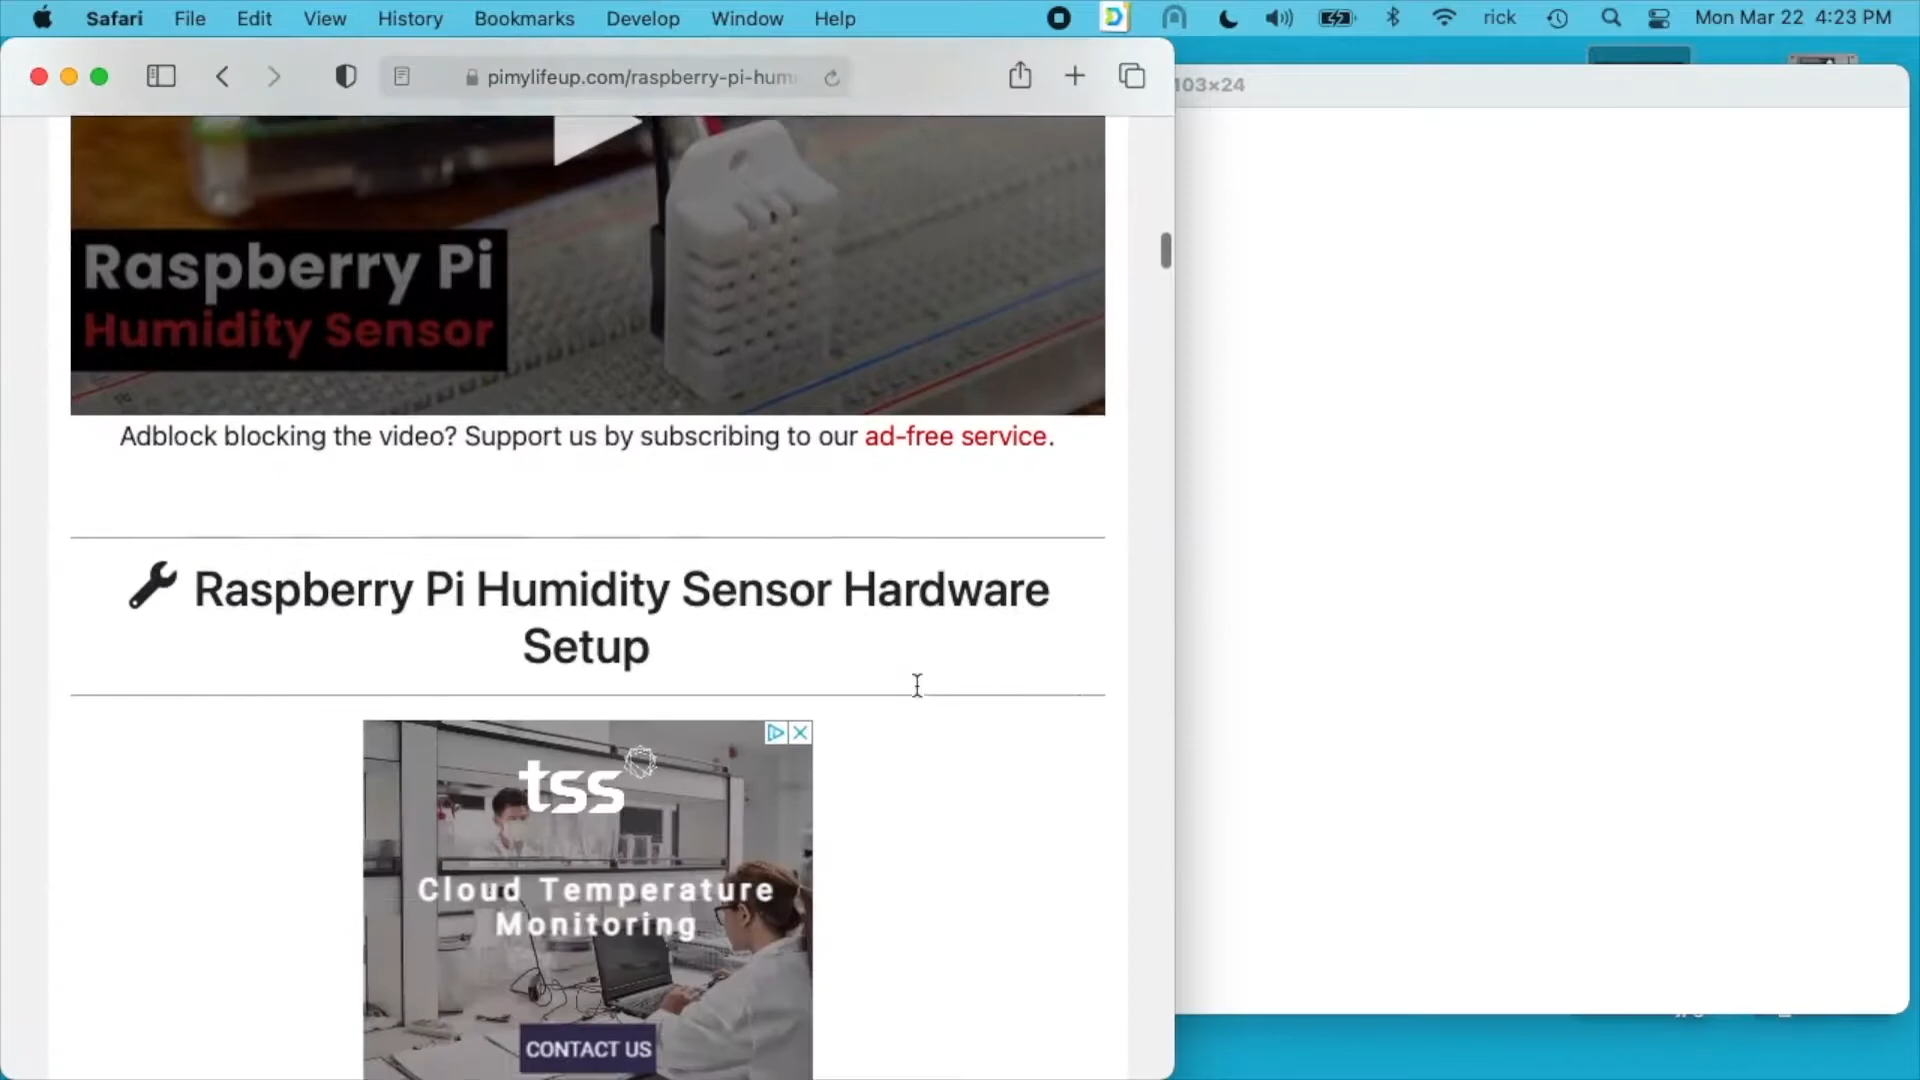 Safari File Edit View History Bookmarks Develop Window Help rick Mon Mar 22 4:23 PM
pimylifeup.com/raspberry-pi-hum
103×24
Raspberry Pi
Humidity Sensor
Adblock blocking the video? Support us by subscribing to our ad-free service.
Raspberry Pi Humidity Sensor Hardware
Setup
tss
Cloud Temperature
Monitoring
CONTACT US